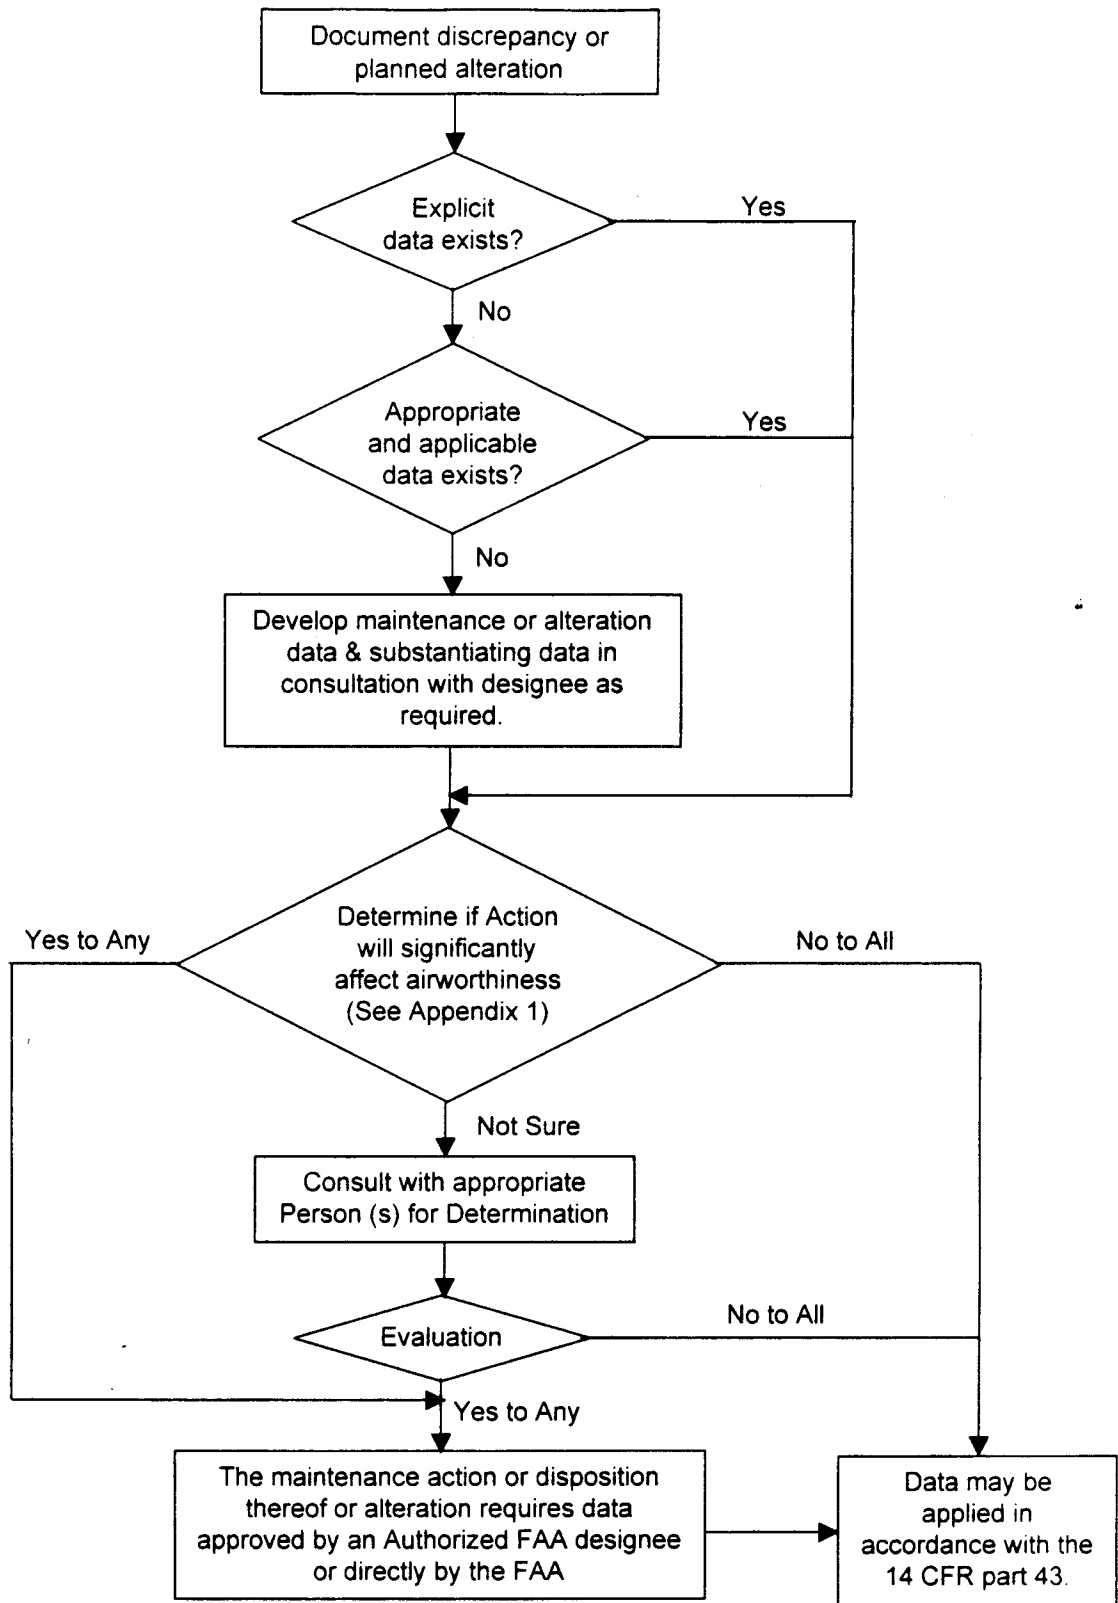 Document discrepancy or
planned alteration
Explicit
data exists?
Yes
No
Appropriate
and applicable
data exists?
Yes
No
Develop maintenance or alteration
data & substantiating data in
consultation with designee as
required.
Determine if Action
will significantly
affect airworthiness
(See Appendix 1)
Yes to Any
No to All
Not Sure
Consult with appropriate
Person (s) for Determination
Evaluation
No to All
Yes to Any
The maintenance action or disposition
thereof or alteration requires data
approved by an Authorized FAA designee
or directly by the FAA
Data may be
applied in
accordance with the
14 CFR part 43.